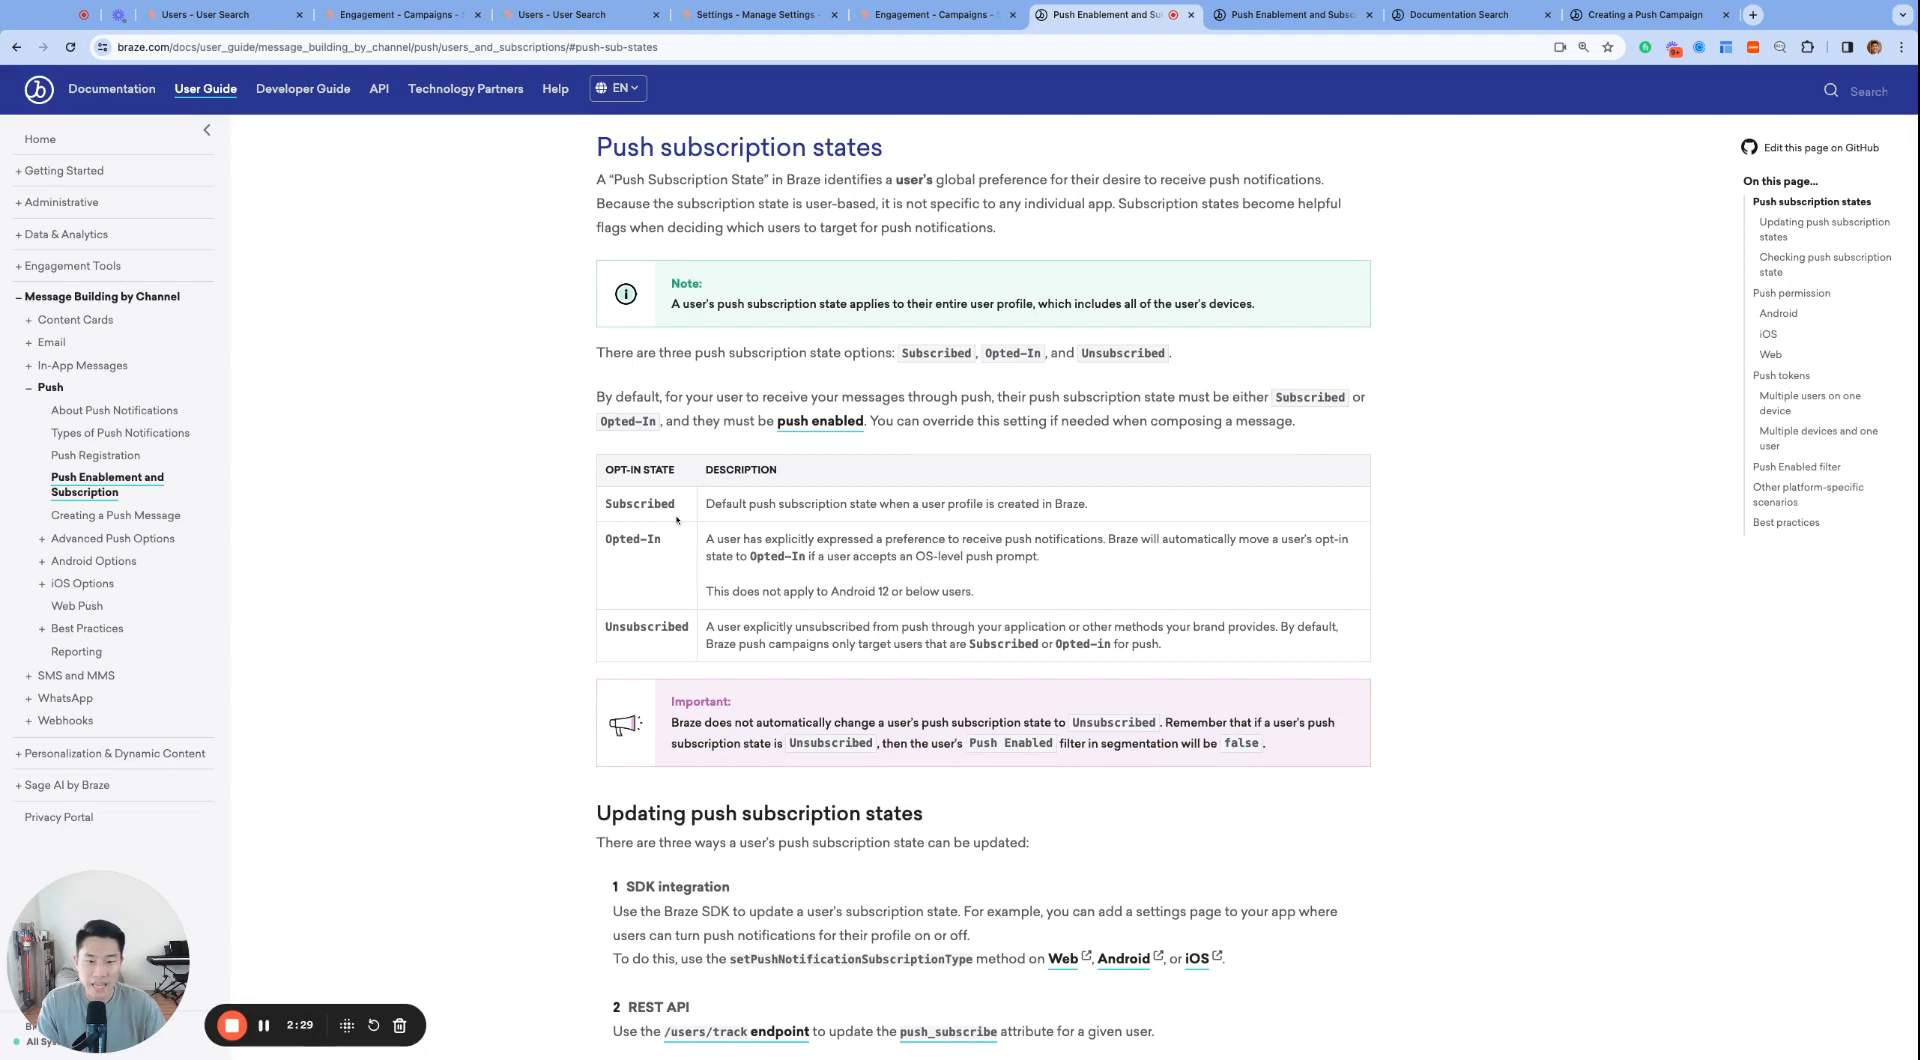 Users - User Search
Engagement - Campaigns - S
Users - User Search
Settings - Manage Settings -
Engagement - Campaigns - S
Push Enablement and Su
Push Enablement and Subsc
Documentation Search
Creating a Push Campaign
braze.com/docs/user_guide/message_building_by_channel/push/users_and_subscriptions/#push-sub-states
9+
b Documentation User Guide Developer Guide API Technology Partners Help EN
Search
Home
+ Getting Started
+ Administrative
+ Data & Analytics
+ Engagement Tools
– Message Building by Channel
+ Content Cards
+ Email
+ In-App Messages
– Push
About Push Notifications
Types of Push Notifications
Push Registration
Push Enablement and
Subscription
Creating a Push Message
+ Advanced Push Options
+ Android Options
+ iOS Options
Web Push
+ Best Practices
Reporting
+ SMS and MMS
+ WhatsApp
+ Webhooks
+ Personalization & Dynamic Content
+ Sage AI by Braze
Privacy Portal
All Sys
2:29
Push subscription states
A “Push Subscription State” in Braze identifies a user's global preference for their desire to receive push notifications.
Because the subscription state is user-based, it is not specific to any individual app. Subscription states become helpful
flags when deciding which users to target for push notifications.
Note:
A user's push subscription state applies to their entire user profile, which includes all of the user's devices.
There are three push subscription state options: Subscribed, Opted-In, and Unsubscribed.
By default, for your user to receive your messages through push, their push subscription state must be either Subscribed or
Opted-In, and they must be push enabled. You can override this setting if needed when composing a message.
OPT-IN STATE DESCRIPTION
Subscribed Default push subscription state when a user profile is created in Braze.
Opted-In A user has explicitly expressed a preference to receive push notifications. Braze will automatically move a user's opt-in
state to Opted-In if a user accepts an OS-level push prompt.
This does not apply to Android 12 or below users.
Unsubscribed A user explicitly unsubscribed from push through your application or other methods your brand provides. By default,
Braze push campaigns only target users that are Subscribed or Opted-in for push.
Important:
Braze does not automatically change a user's push subscription state to Unsubscribed. Remember that if a user's push
subscription state is Unsubscribed, then the user's Push Enabled filter in segmentation will be false.
Updating push subscription states
There are three ways a user's push subscription state can be updated:
1 SDK integration
Use the Braze SDK to update a user's subscription state. For example, you can add a settings page to your app where
users can turn push notifications for their profile on or off.
To do this, use the setPushNotificationSubscriptionType method on Web, Android, or iOS.
2 REST API
Use the /users/track endpoint to update the push_subscribe attribute for a given user.
Edit this page on GitHub
On this page...
Push subscription states
Updating push subscription
states
Checking push subscription
state
Push permission
Android
iOS
Web
Push tokens
Multiple users on one
device
Multiple devices and one
user
Push Enabled filter
Other platform-specific
scenarios
Best practices